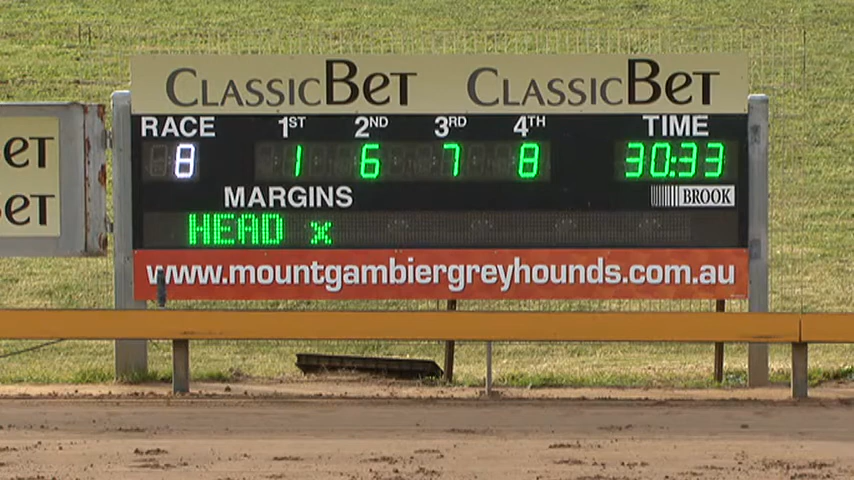 CLASSICBET CLASSICBET
RACE 1ST 2ND 3RD 4TH TIME
8 1 6 7 8 30:33
MARGINS BROOK
HEAD x
www.mountgambiergreyhounds.com.au
et
et